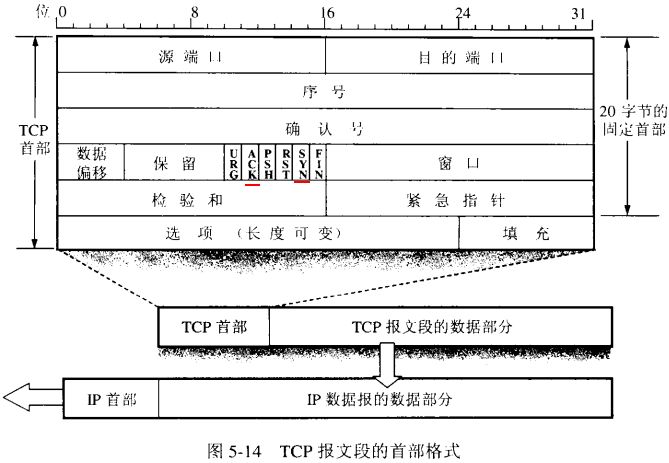 位 0 8 16 24 31
源 端 口 目 的 端 口
序 号
TCP
首部
20 字节的
固定首部
确 认 号
数据
偏移
保 留
URG
ACK
PSH
RST
SYN
FIN
窗 口
检 验 和 紧 急 指 针
选 项 (长 度 可 变) 填 充
TCP 首部 TCP 报文段的数据部分
IP 首部 IP 数据报的数据部分
图 5-14 TCP 报文段的首部格式